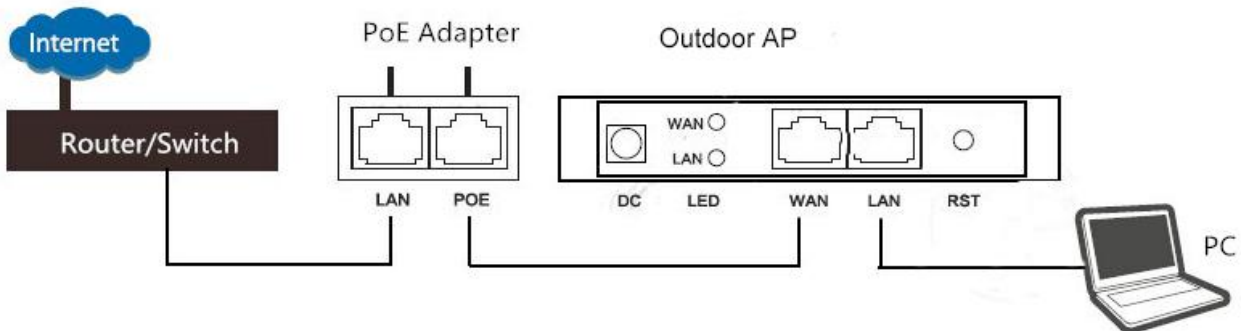 Internet
PoE Adapter
Outdoor AP
Router/Switch
WAN
LAN
LAN
POE
DC
LED
WAN
LAN
RST
PC